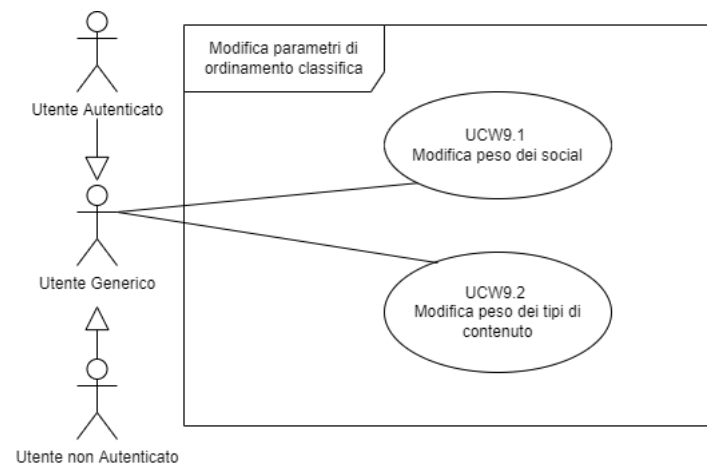 Modifica parametri di
ordinamento classifica
Utente Autenticato
UCW9.1
Modifica peso dei social
Utente Generico
UCW9.2
Modifica peso dei tipi di
contenuto
Utente non Autenticato